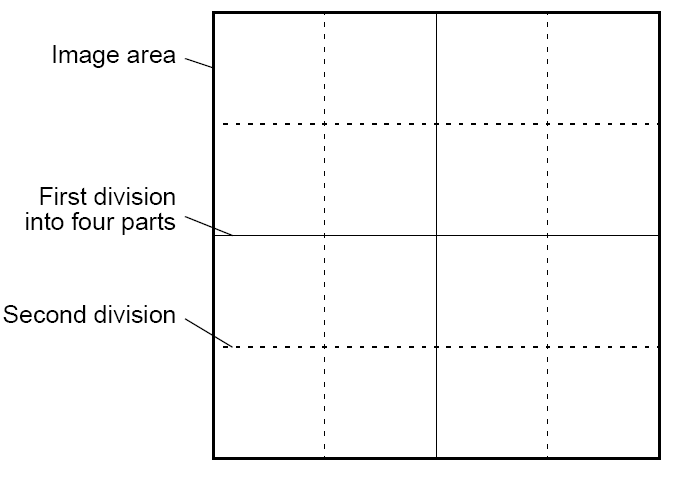 Image area
First division
into four parts
Second division